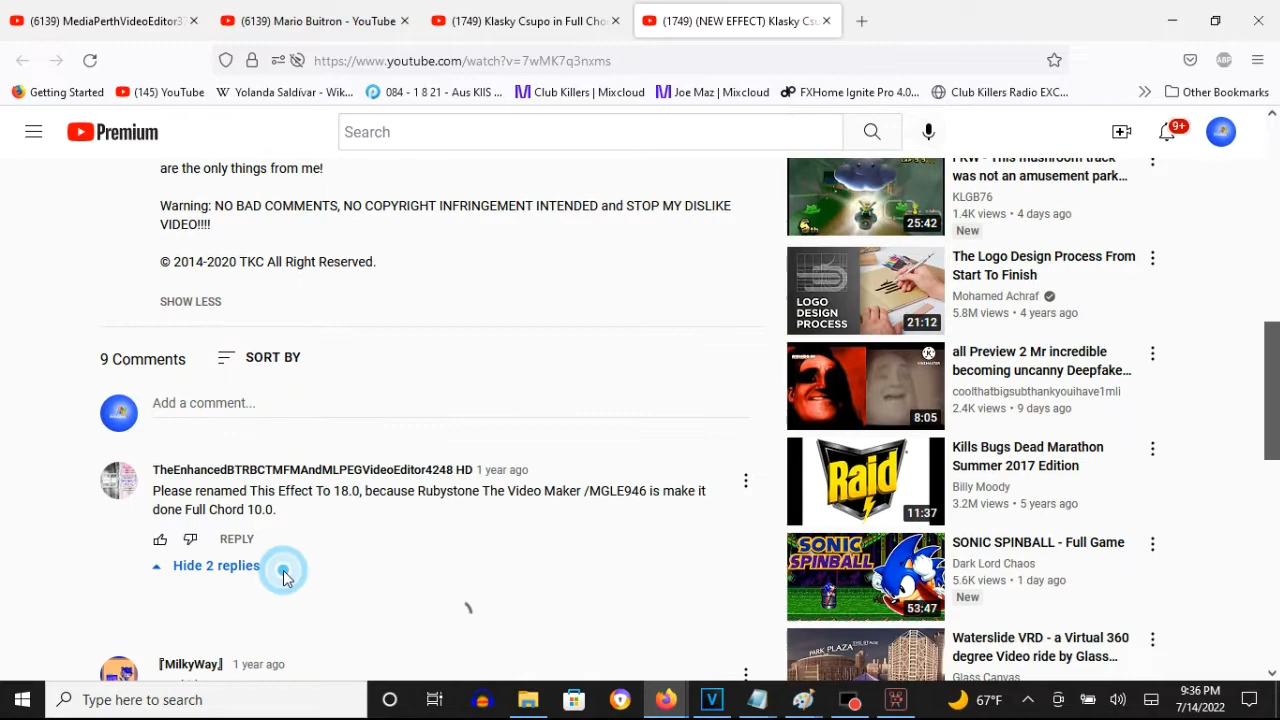 (6139) MediaPerthVideoEditor37
(6139) Mario Buitron - YouTube
(1749) Klasky Csupo in Full Cho
(1749) (NEW EFFECT) Klasky Csu
https://www.youtube.com/watch?v=7wMK7q3nxms
ABP
Getting Started
(145) YouTube
Yolanda Saldívar - Wik...
084 - 1 8 21 - Aus KIIS ...
Club Killers | Mixcloud
Joe Maz | Mixcloud
FXHome Ignite Pro 4.0...
Club Killers Radio EXC...
Other Bookmarks
Premium
Search
9+
are the only things from me!
Warning: NO BAD COMMENTS, NO COPYRIGHT INFRINGEMENT INTENDED and STOP MY DISLIKE
VIDEO!!!!
© 2014-2020 TKC All Right Reserved.
SHOW LESS
9 Comments
SORT BY
Add a comment...
TheEnhancedBTRBCTMFMAndMLPEGVideoEditor4248 HD 1 year ago
Please renamed This Effect To 18.0, because Rubystone The Video Maker /MGLE946 is make it
done Full Chord 10.0.
REPLY
Hide 2 replies
『MilkyWay』 1 year ago
This mushroom track
was not an amusement park...
KLGB76
1.4K views • 4 days ago
New
25:42
The Logo Design Process From
Start To Finish
Mohamed Achraf
5.8M views • 4 years ago
LOGO
DESIGN
PROCESS
21:12
all Preview 2 Mr incredible
becoming uncanny Deepfake...
coolthatbigsubthankyouihave1mli
2.4K views • 9 days ago
8:05
Kills Bugs Dead Marathon
Summer 2017 Edition
Billy Moody
3.2M views • 5 years ago
RAID
11:37
SONIC SPINBALL - Full Game
Dark Lord Chaos
5.6K views • 1 day ago
New
SONIC
SPINBALL
53:47
Waterslide VRD - a Virtual 360
degree Video ride by Glass...
Glass Canvas
PARK PLAZA
Type here to search
67°F
9:36 PM
7/14/2022